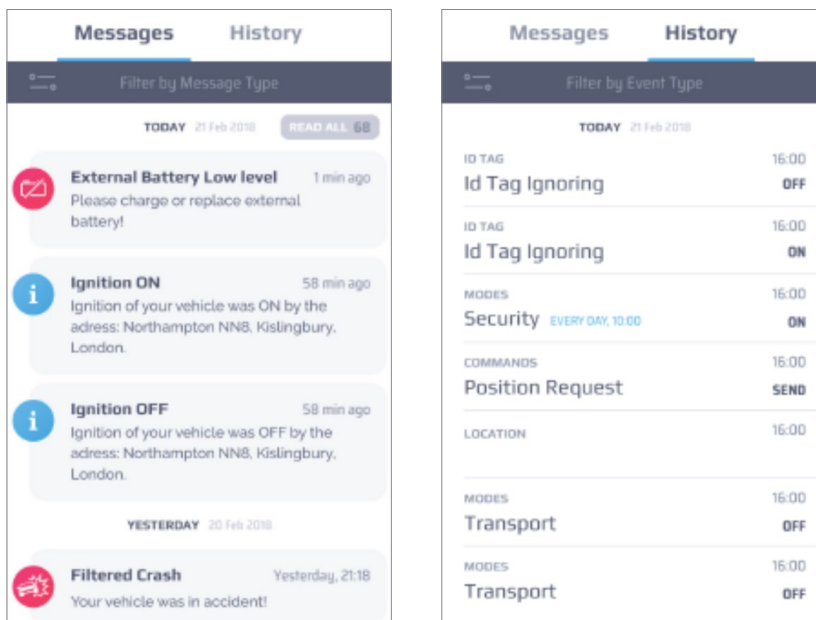 Messages History
Filter by Message Type
TODAY 21 Feb 2018 READ ALL 68
External Battery Low level 1 min ago
Please charge or replace external
battery!
Ignition ON 58 min ago
Ignition of your vehicle was ON by the
adress: Northampton NN8, Kislingbury,
London.
Ignition OFF 58 min ago
Ignition of your vehicle was OFF by the
adress: Northampton NN8, Kislingbury,
London.
YESTERDAY 20 Feb 2018
Filtered Crash Yesterday, 21:18
Your vehicle was in accident!
Messages History
Filter by Event Type
TODAY 21 Feb 2018
ID TAG 16:00
Id Tag Ignoring OFF
ID TAG 16:00
Id Tag Ignoring ON
MODES 16:00
Security EVERY DAY, 10:00 ON
COMMANDS 16:00
Position Request SEND
LOCATION 16:00
MODES 16:00
Transport OFF
MODES 16:00
Transport OFF